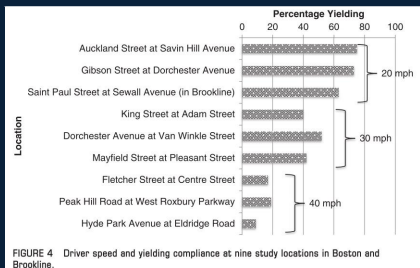 Percentage Yielding
0 20 40 60 80 100
Location
Auckland Street at Savin Hill Avenue
Gibson Street at Dorchester Avenue
Saint Paul Street at Sewall Avenue (in Brookline)
20 mph
King Street at Adam Street
Dorchester Avenue at Van Winkle Street
Mayfield Street at Pleasant Street
30 mph
Fletcher Street at Centre Street
Peak Hill Road at West Roxbury Parkway
Hyde Park Avenue at Eldridge Road
40 mph
FIGURE 4 Driver speed and yielding compliance at nine study locations in Boston and
Brookline.